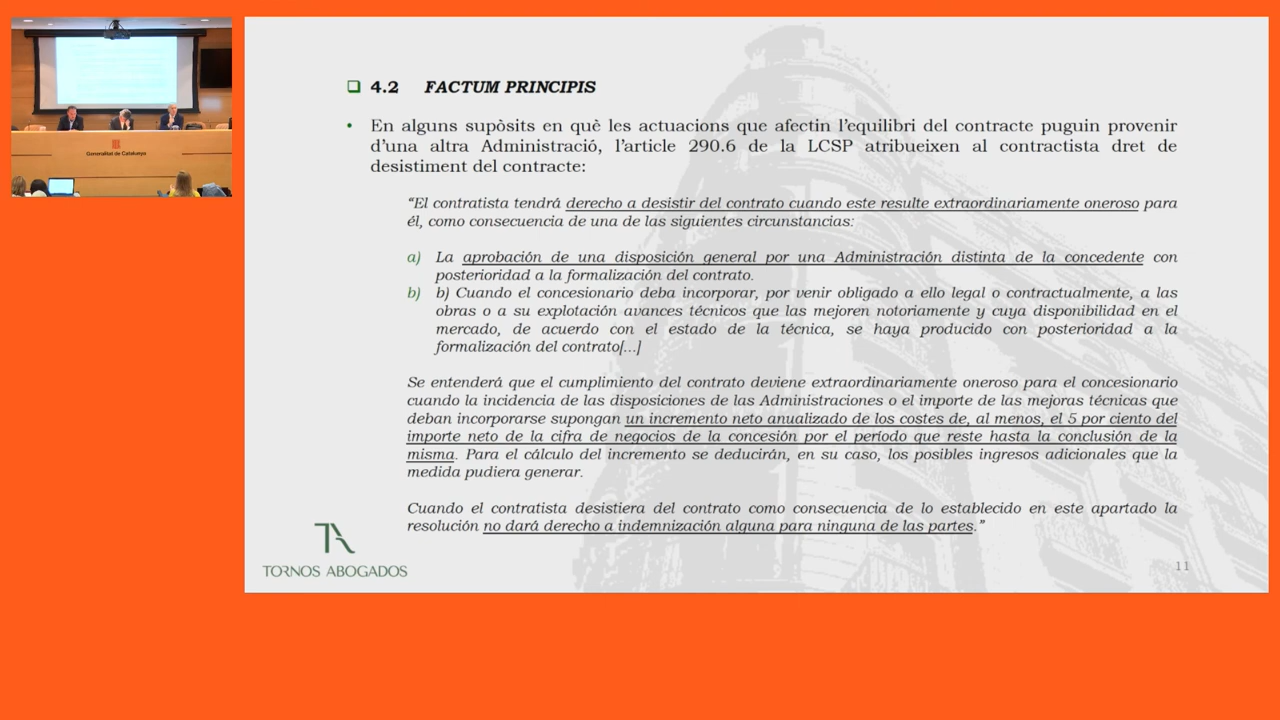 Generalitat de Catalunya
❑ 4.2 FACTUM PRINCIPIS
• En alguns supòsits en què les actuacions que afectin l'equilibri del contracte puguin provenir
d'una altra Administració, l'article 290.6 de la LCSP atribueixen al contractista dret de
desistiment del contracte:
“El contratista tendrá derecho a desistir del contrato cuando este resulte extraordinariamente oneroso para
él, como consecuencia de una de las siguientes circunstancias:
a) La aprobación de una disposición general por una Administración distinta de la concedente con
posterioridad a la formalización del contrato.
b) b) Cuando el concesionario deba incorporar, por venir obligado a ello legal o contractualmente, a las
obras o a su explotación avances técnicos que las mejoren notoriamente y cuya disponibilidad en el
mercado, de acuerdo con el estado de la técnica, se haya producido con posterioridad a la
formalización del contrato[...]
Se entenderá que el cumplimiento del contrato deviene extraordinariamente oneroso para el concesionario
cuando la incidencia de las disposiciones de las Administraciones o el importe de las mejoras técnicas que
deban incorporarse supongan un incremento neto anualizado de los costes de, al menos, el 5 por ciento del
importe neto de la cifra de negocios de la concesión por el período que reste hasta la conclusión de la
misma. Para el cálculo del incremento se deducirán, en su caso, los posibles ingresos adicionales que la
medida pudiera generar.
Cuando el contratista desistiera del contrato como consecuencia de lo establecido en este apartado la
resolución no dará derecho a indemnización alguna para ninguna de las partes.”
TA
TORNOS ABOGADOS
11